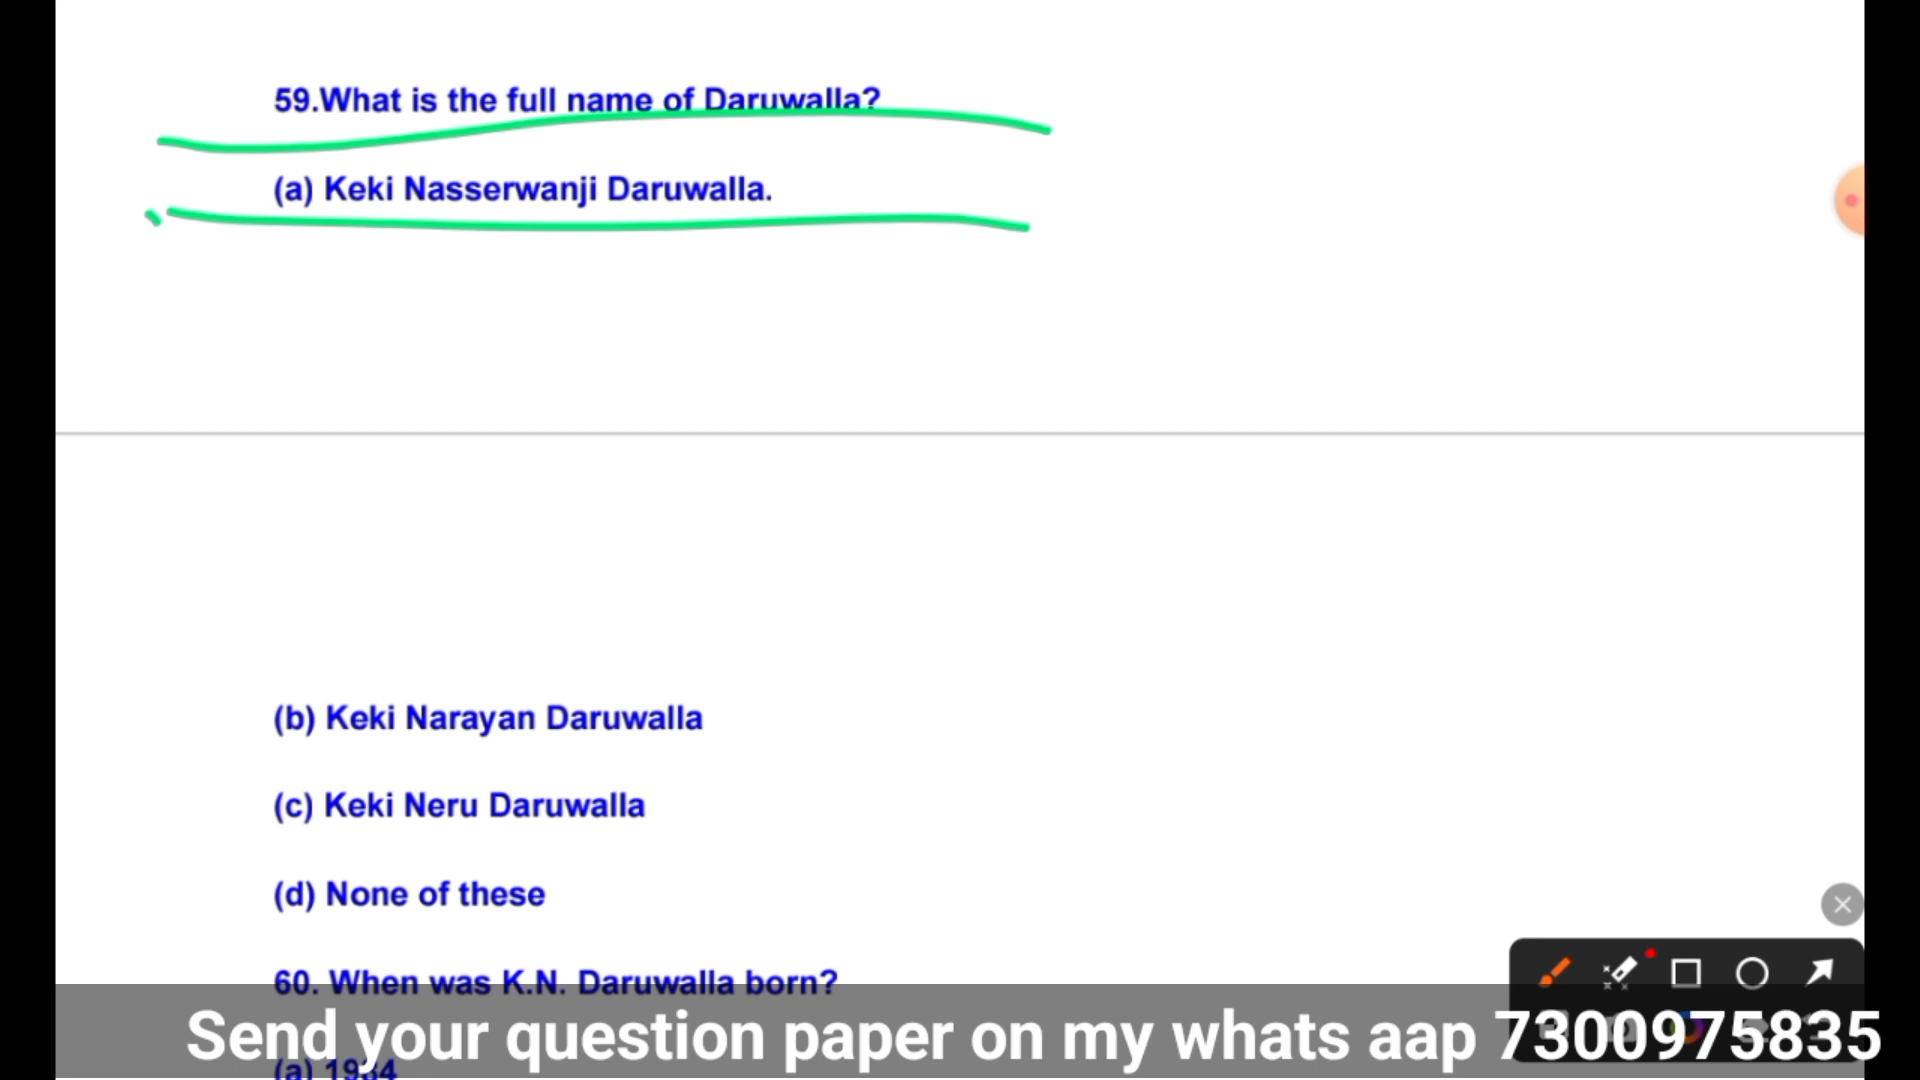 59.What is the full name of Daruwalla?
(a) Keki Nasserwanji Daruwalla.
(b) Keki Narayan Daruwalla
(c) Keki Neru Daruwalla
(d) None of these
60. When was K.N. Daruwalla born?
Send your question paper on my whats aap 7300975835
(a)